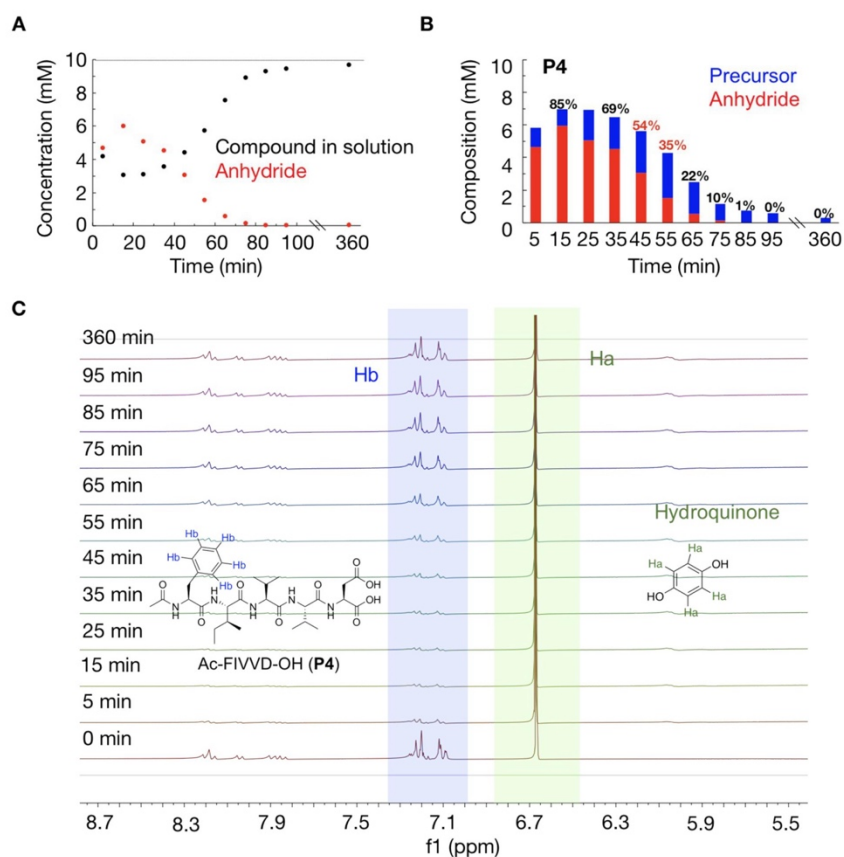 A
Concentration (mM)
10
8
6
4
2
0
Compound in solution
Anhydride
0 20 40 60 80 100 360
Time (min)
B
Composition (mM)
10
8
6
4
2
0
P4
Precursor
Anhydride
85%
69%
54%
35%
22%
10%
1%
0%
0%
5 15 25 35 45 55 65 75 85 95 360
Time (min)
C
360 min
95 min
85 min
75 min
65 min
55 min
45 min
35 min
25 min
15 min
5 min
0 min
Hb
Ha
Hydroquinone
Hb Hb
Hb Hb
Hb
O
N
H
O
H
N
O
N
H
O
H
N
O
O
OH
OH
O
Ac-FIVVD-OH (P4)
Ha
Ha OH
HO Ha
Ha
8.7 8.3 7.9 7.5 7.1 6.7 6.3 5.9 5.4
f1 (ppm)